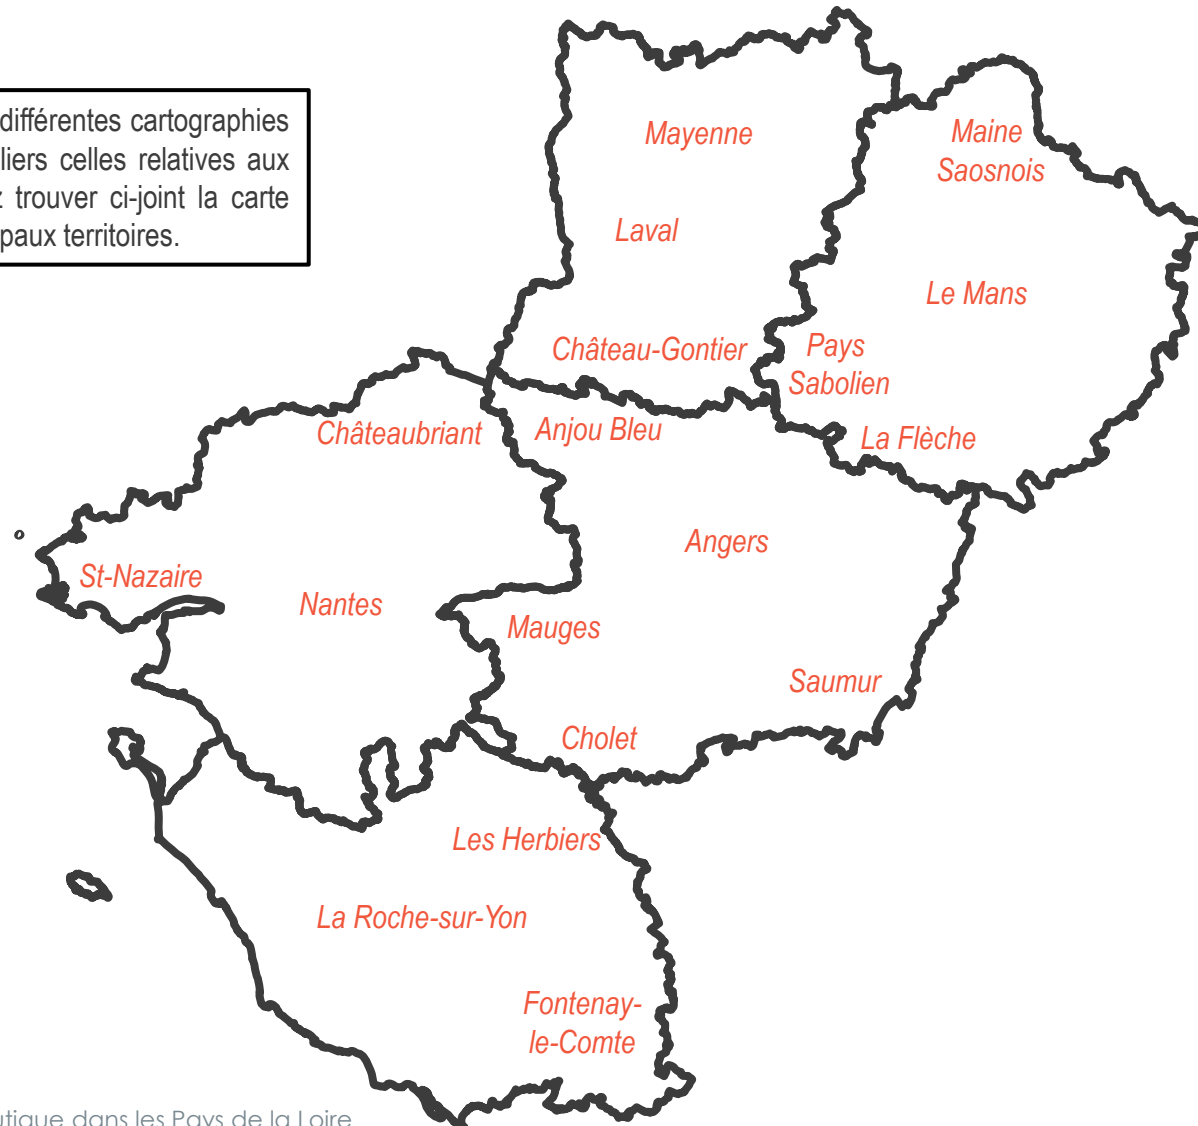 différentes cartographies
liers celles relatives aux
trouver ci-joint la carte
paux territoires.
Mayenne
Maine
Saosnois
Laval
Le Mans
Château-Gontier
Pays
Sabolien
Châteaubriant
Anjou Bleu
La Flèche
Angers
St-Nazaire
Nantes
Mauges
Saumur
Cholet
Les Herbiers
La Roche-sur-Yon
Fontenay-
le-Comte
utique dans les Pays de la Loire